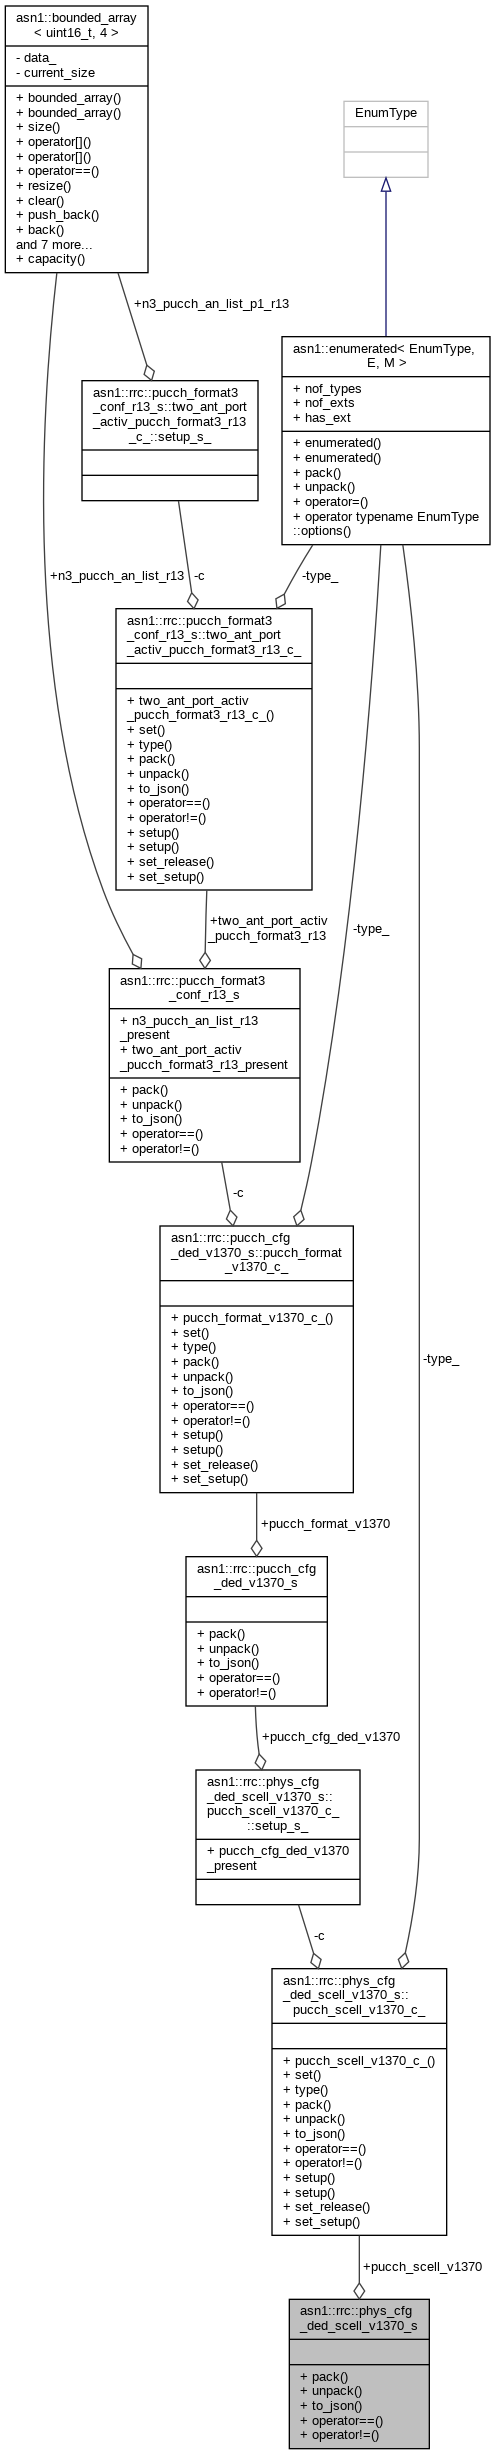 asn1::bounded_array
< uint16_t, 4 >
- data_
- current_size
+ bounded_array()
+ bounded_array()
+ size()
+ operator[]()
+ operator[]()
+ operator==()
+ resize()
+ clear()
+ push_back()
+ back()
and 7 more...
+ capacity()
EnumType
+n3_pucch_an_list_p1_r13
asn1::enumerated< EnumType,
E, M >
+ nof_types
+ nof_exts
+ has_ext
+ enumerated()
+ enumerated()
+ pack()
+ unpack()
+ operator=()
+ operator typename EnumType
::options()
asn1::rrc::pucch_format3
_conf_r13_s::two_ant_port
_activ_pucch_format3_r13
_c_::setup_s_
+n3_pucch_an_list_r13
-c
-type_
asn1::rrc::pucch_format3
_conf_r13_s::two_ant_port
_activ_pucch_format3_r13_c_
+ two_ant_port_activ
_pucch_format3_r13_c_()
+ set()
+ type()
+ pack()
+ unpack()
+ to_json()
+ operator==()
+ operator!=()
+ setup()
+ setup()
+ set_release()
+ set_setup()
+two_ant_port_activ
_pucch_format3_r13
-type_
asn1::rrc::pucch_format3
_conf_r13_s
+ n3_pucch_an_list_r13
_present
+ two_ant_port_activ
_pucch_format3_r13_present
+ pack()
+ unpack()
+ to_json()
+ operator==()
+ operator!=()
-c
asn1::rrc::pucch_cfg
_ded_v1370_s::pucch_format
_v1370_c_
+ pucch_format_v1370_c_()
+ set()
+ type()
+ pack()
+ unpack()
+ to_json()
+ operator==()
+ operator!=()
+ setup()
+ setup()
+ set_release()
+ set_setup()
-type_
+pucch_format_v1370
asn1::rrc::pucch_cfg
_ded_v1370_s
+ pack()
+ unpack()
+ to_json()
+ operator==()
+ operator!=()
+pucch_cfg_ded_v1370
asn1::rrc::phys_cfg
_ded_scell_v1370_s::
pucch_scell_v1370_c_
::setup_s_
+ pucch_cfg_ded_v1370
_present
-c
asn1::rrc::phys_cfg
_ded_scell_v1370_s::
pucch_scell_v1370_c_
+ pucch_scell_v1370_c_()
+ set()
+ type()
+ pack()
+ unpack()
+ to_json()
+ operator==()
+ operator!=()
+ setup()
+ setup()
+ set_release()
+ set_setup()
+pucch_scell_v1370
asn1::rrc::phys_cfg
_ded_scell_v1370_s
+ pack()
+ unpack()
+ to_json()
+ operator==()
+ operator!=()